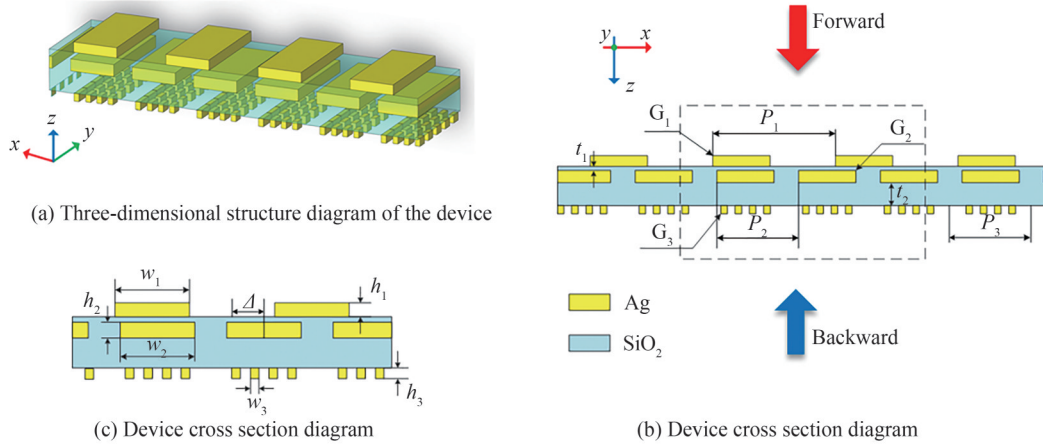 x
z
y
(a) Three-dimensional structure diagram of the device
w₁
h₂
Δ
h₁
w₂
w₃
h₃
(c) Device cross section diagram
Forward
y
x
z
G₁
P₁
G₂
t₁
t₂
G₃
P₂
P₃
Ag
SiO₂
Backward
(b) Device cross section diagram